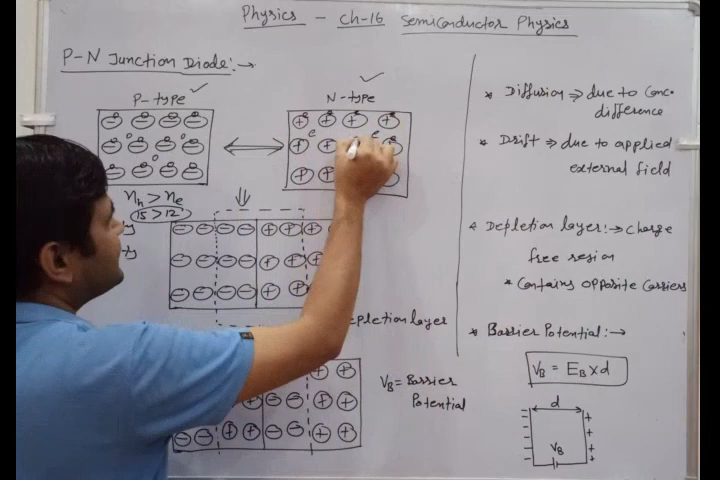 Physics - Ch-16 Semiconductor Physics
P-N Junction Diode:→
P-type ✓
N-type ✓
e e
nh > ne
15 > 12
Depletion layer
VB = Barrier
Potential
* Diffusion ⇒ due to Conc.
difference
* Drift ⇒ due to applied
external field
* Depletion layer:→ charge
free resion
* Contains opposite Carriers
* Barrier Potential:→
VB = EB x d
d
VB